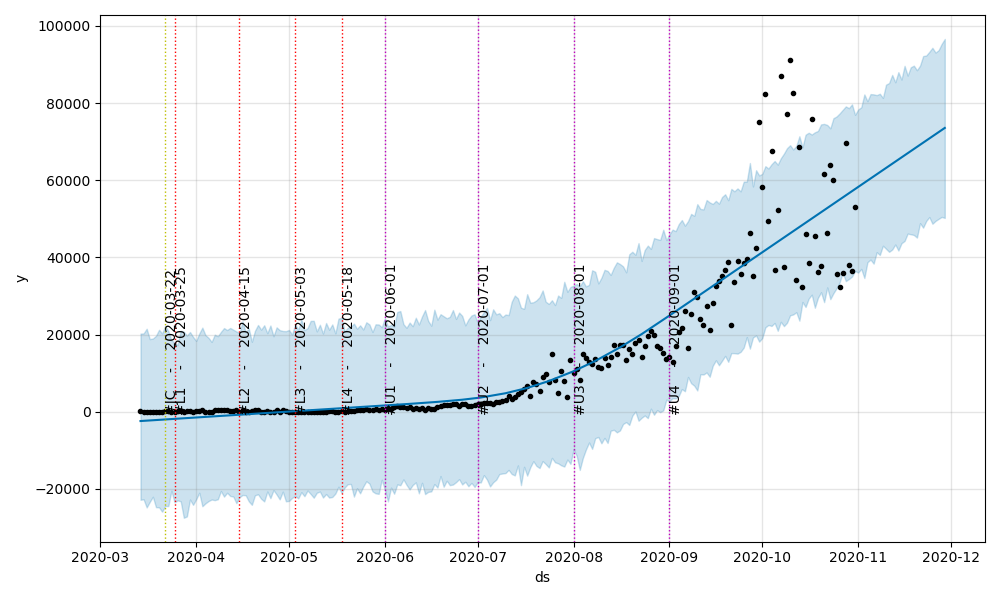 100000
80000
60000
40000
20000
0
−20000
y
#JC - 2020-03-22
#L1 - 2020-03-25
#L2 - 2020-04-15
#L3 - 2020-05-03
#L4 - 2020-05-18
#U1 - 2020-06-01
#U2 - 2020-07-01
#U3 - 2020-08-01
#U4 - 2020-09-01
2020-03 2020-04 2020-05 2020-06 2020-07 2020-08 2020-09 2020-10 2020-11 2020-12
ds